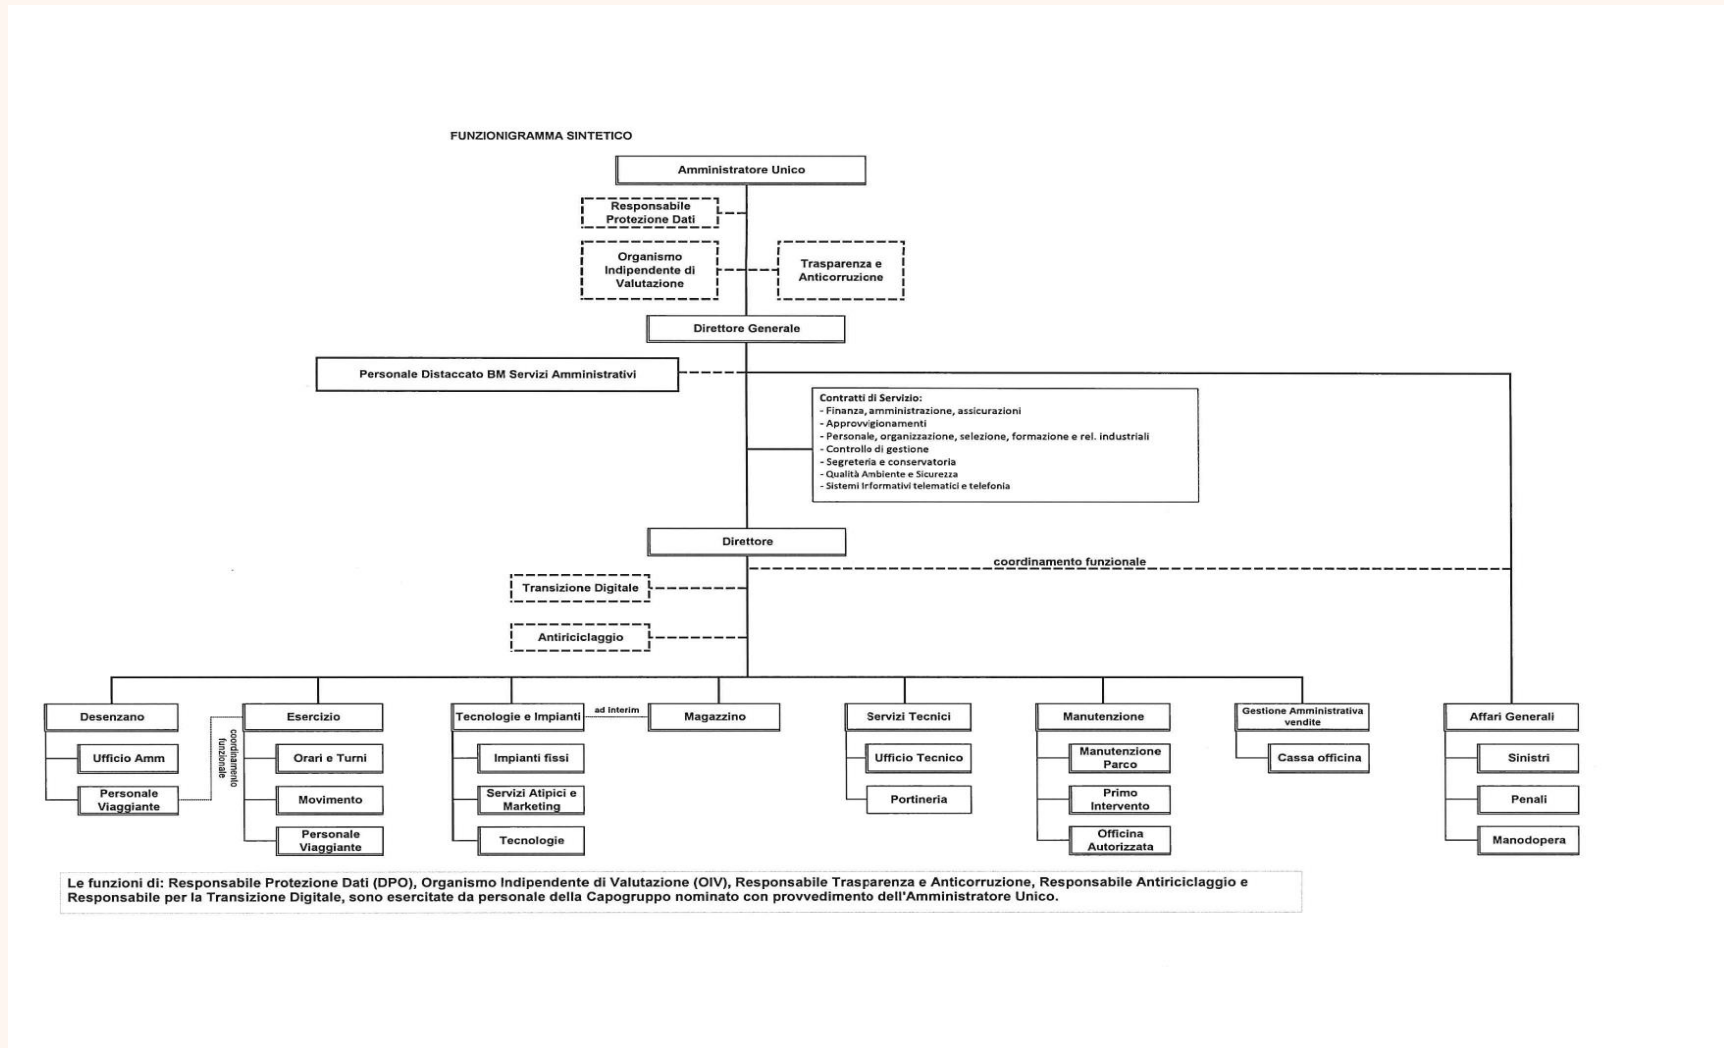 FUNZIONIGRAMMA SINTETICO
Amministratore Unico
Responsabile
Protezione Dati
Organismo
Indipendente di
Valutazione
Trasparenza e
Anticorruzione
Direttore Generale
Personale Distaccato BM Servizi Amministrativi
Contratti di Servizio:
- Finanza, amministrazione, assicurazioni
- Approvvigionamenti
- Personale, organizzazione, selezione, formazione e rel. industriali
- Controllo di gestione
- Segreteria e conservatoria
- Qualità Ambiente e Sicurezza
- Sistemi Informativi telematici e telefonia
Direttore
coordinamento funzionale
Transizione Digitale
Antiriciclaggio
Desenzano
Ufficio Amm
Personale
Viaggiante
coordinamento
funzionale
Esercizio
Orari e Turni
Movimento
Personale
Viaggiante
Tecnologie e Impianti
ad interim
Impianti fissi
Servizi Atipici e
Marketing
Tecnologie
Magazzino
Servizi Tecnici
Ufficio Tecnico
Portineria
Manutenzione
Manutenzione
Parco
Primo
Intervento
Officina
Autorizzata
Gestione Amministrativa
vendite
Cassa officina
Affari Generali
Sinistri
Penali
Manodopera
Le funzioni di: Responsabile Protezione Dati (DPO), Organismo Indipendente di Valutazione (OIV), Responsabile Trasparenza e Anticorruzione, Responsabile Antiriciclaggio e
Responsabile per la Transizione Digitale, sono esercitate da personale della Capogruppo nominato con provvedimento dell'Amministratore Unico.